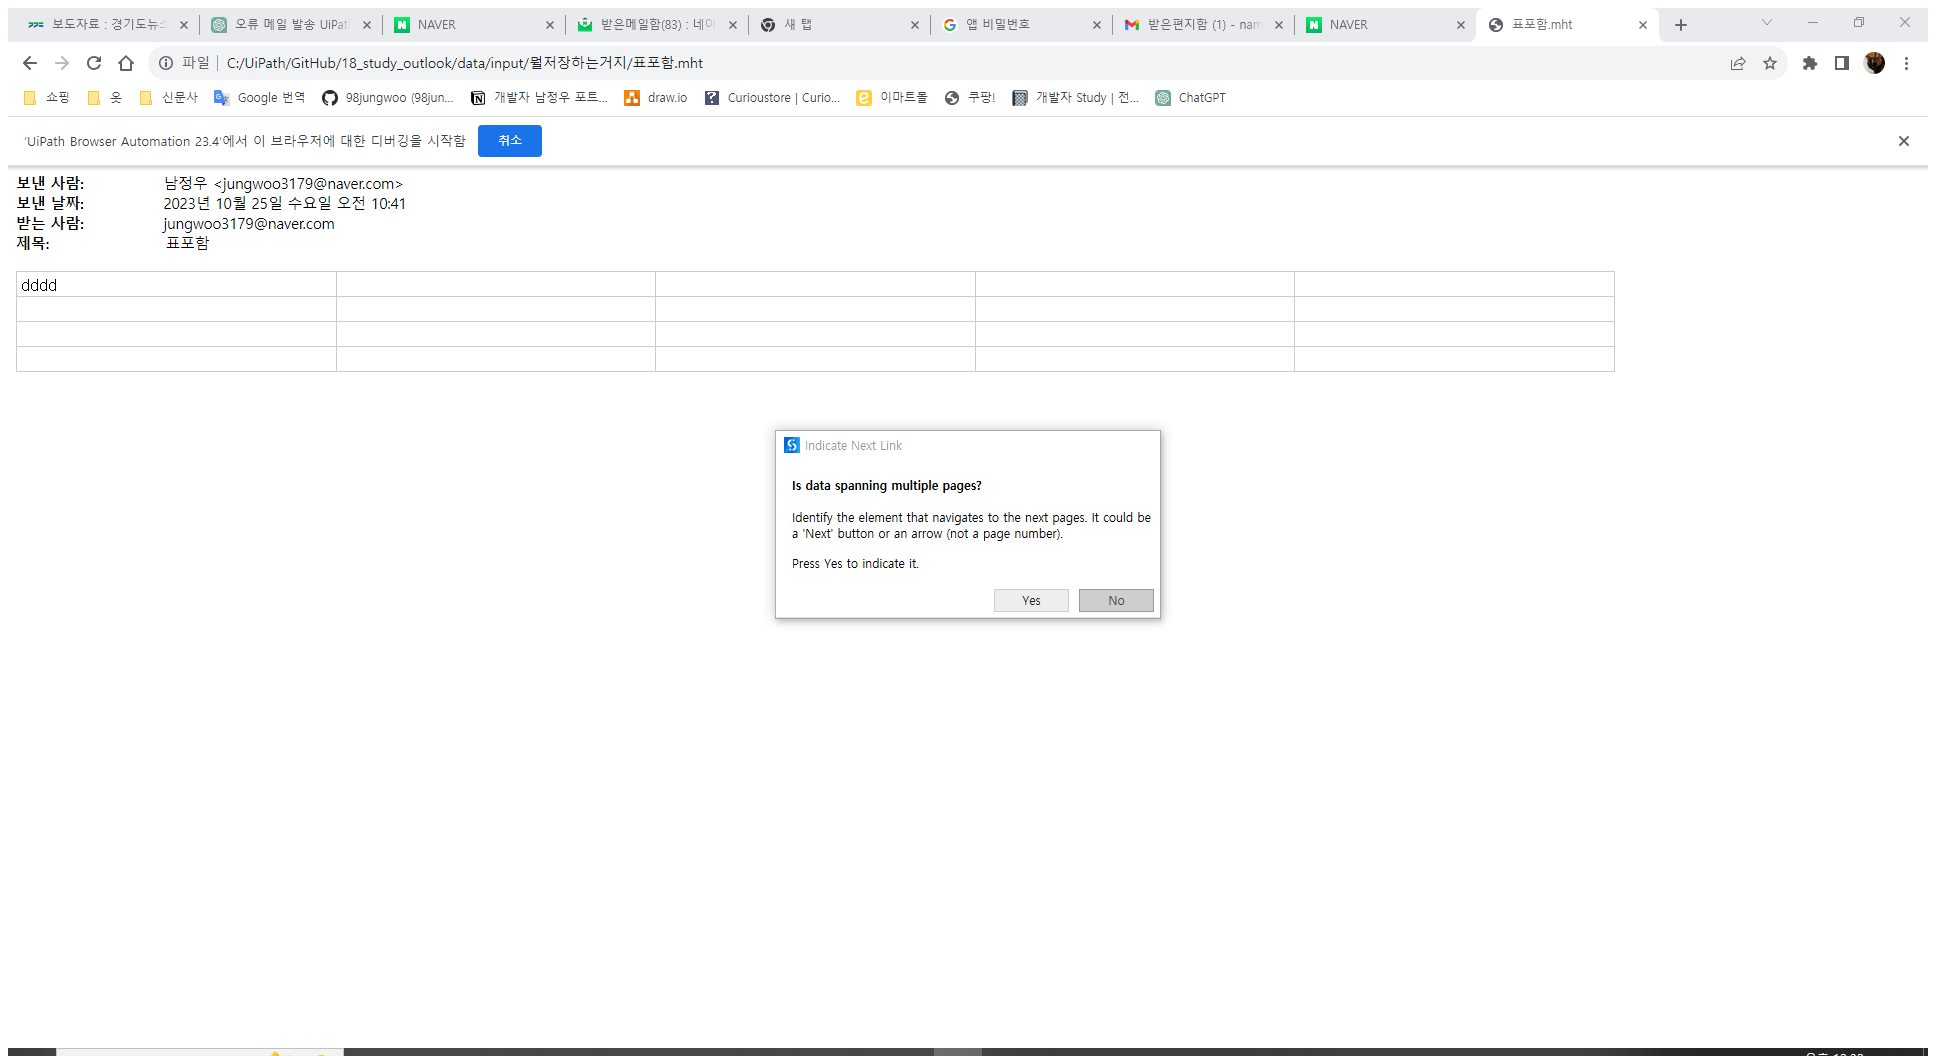 보도자료 : 경기도뉴스
오류 메일 발송 UiPat
NAVER
받은메일함(83) : 네이
새 탭
앱 비밀번호
받은편지함 (1) - nam
NAVER
표포함.mht
파일 C:/UiPath/GitHub/18_study_outlook/data/input/뭘저장하는거지/표포함.mht
쇼핑
옷
신문사
Google 번역
98jungwoo (98jun...
개발자 남정우 포트...
draw.io
Curioustore | Curio...
이마트몰
쿠팡!
개발자 Study | 전...
ChatGPT
'UiPath Browser Automation 23.4'에서 이 브라우저에 대한 디버깅을 시작함 취소
보낸 사람: 남정우 <jungwoo3179@naver.com>
보낸 날짜: 2023년 10월 25일 수요일 오전 10:41
받는 사람: jungwoo3179@naver.com
제목: 표포함
dddd
Indicate Next Link
Is data spanning multiple pages?
Identify the element that navigates to the next pages. It could be
a 'Next' button or an arrow (not a page number).
Press Yes to indicate it.
Yes No